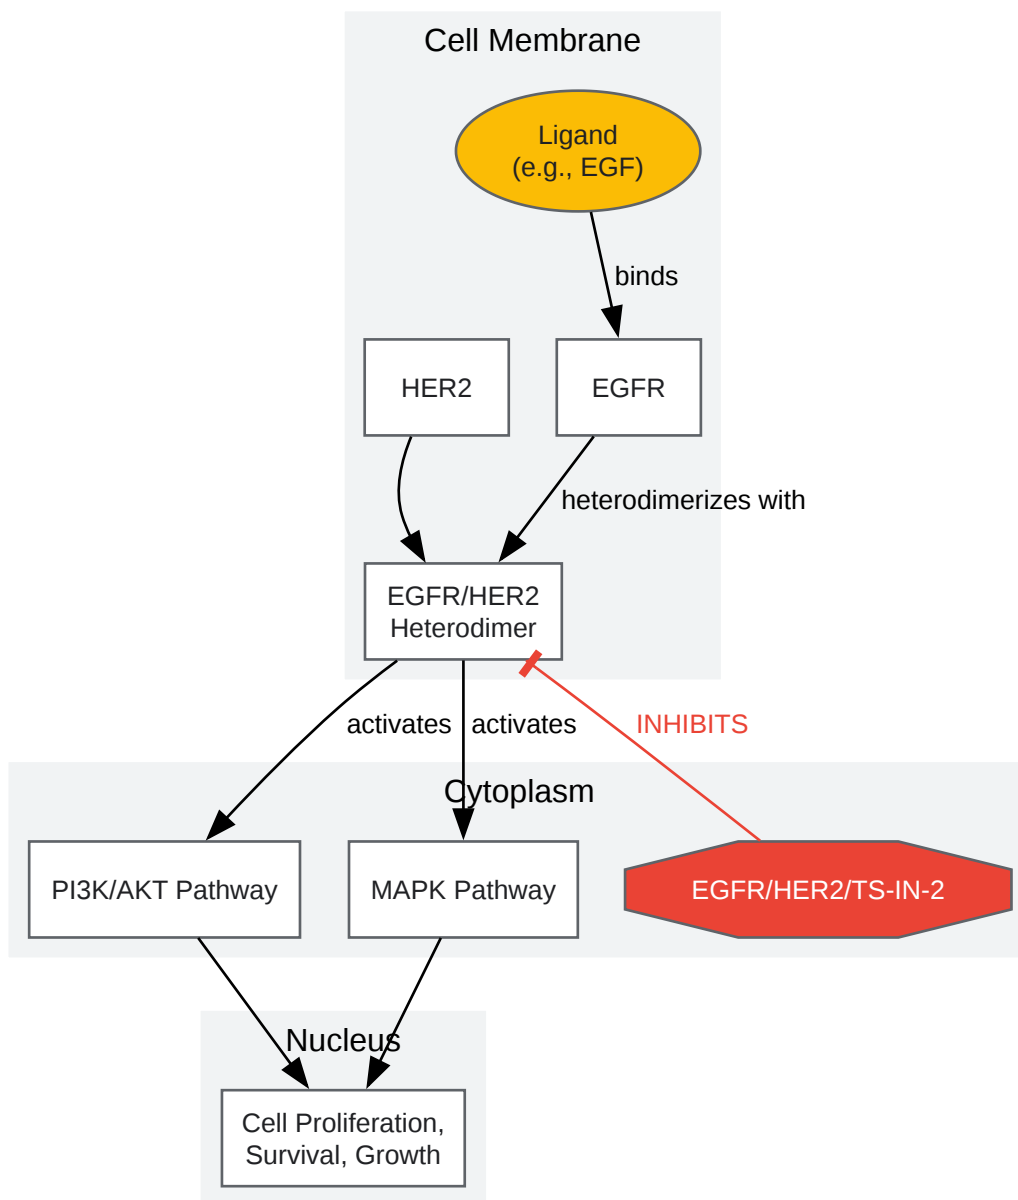 Cell Membrane
Ligand
(e.g., EGF)
binds
HER2
EGFR
heterodimerizes with
EGFR/HER2
Heterodimer
activates
activates
INHIBITS
Cytoplasm
PI3K/AKT Pathway
MAPK Pathway
EGFR/HER2/TS-IN-2
Nucleus
Cell Proliferation,
Survival, Growth